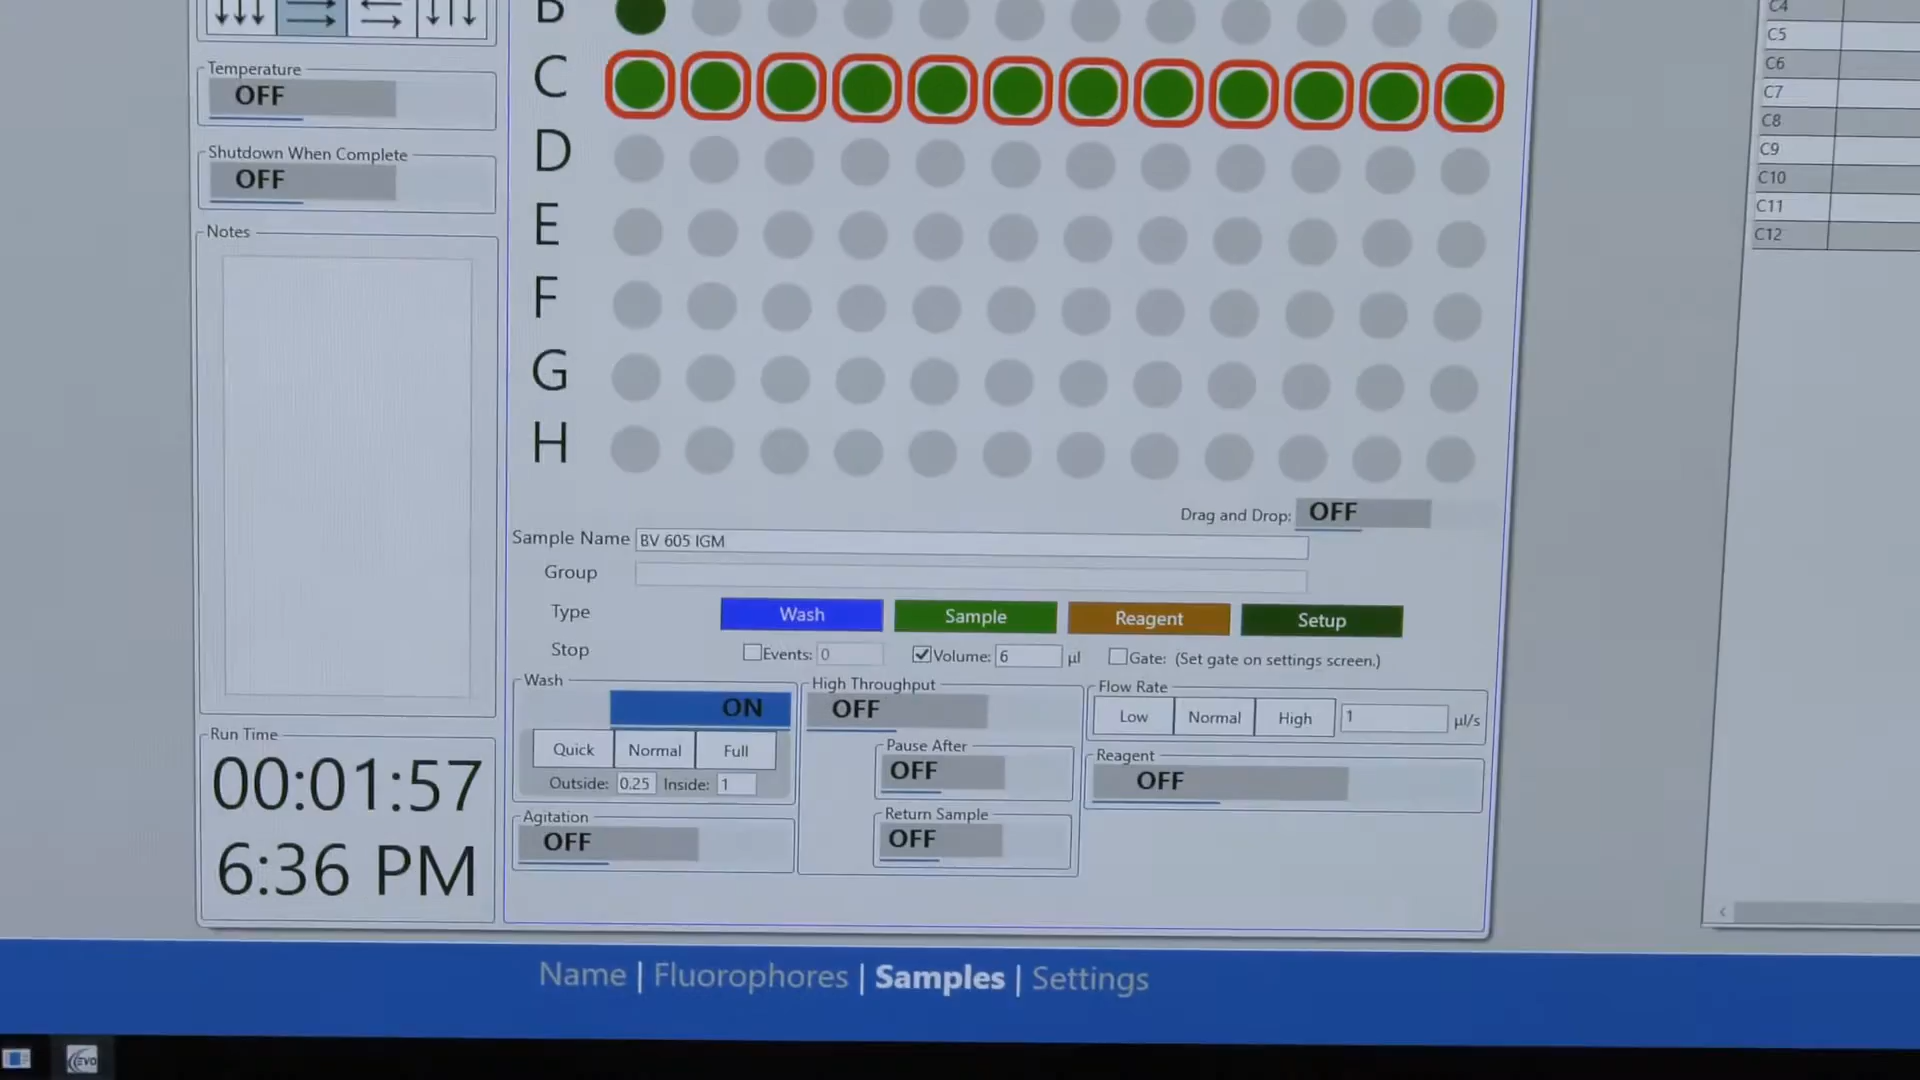 B
C
D
E
F
G
H
Temperature
OFF
Shutdown When Complete
OFF
Notes
Run Time
00:01:57
6:36 PM
Drag and Drop: OFF
Sample Name BV 605 IGM
Group
Type Wash Sample Reagent Setup
Stop Events: 0 Volume: 6 µl Gate: (Set gate on settings screen.)
Wash
ON
Quick Normal Full
Outside: 0.25 Inside: 1
Agitation
OFF
High Throughput
OFF
Pause After
OFF
Return Sample
OFF
Flow Rate
Low Normal High 1 µl/s
Reagent
OFF
C4
C5
C6
C7
C8
C9
C10
C11
C12
Name | Fluorophores | Samples | Settings
EVO